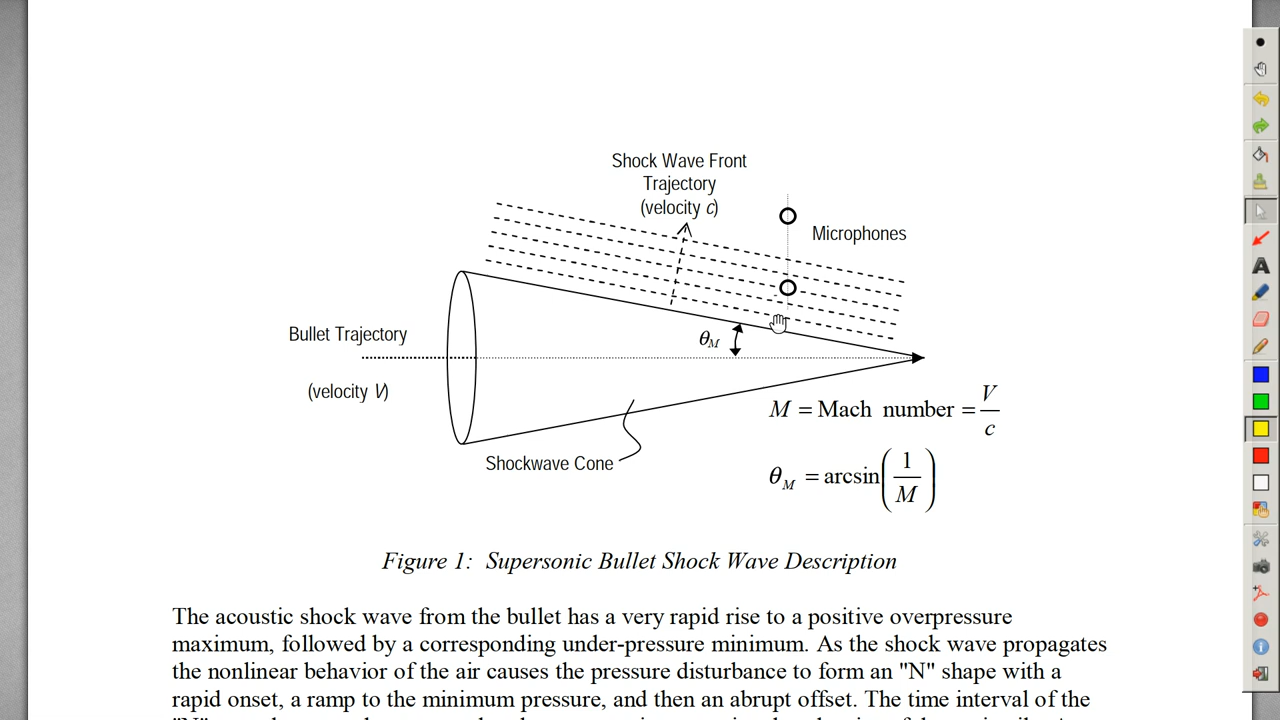 Shock Wave Front
Trajectory
(velocity c)
Microphones
θM
Bullet Trajectory
(velocity V)
Shockwave Cone
M = Mach number = V/c
θM = arcsin(1/M)
Figure 1: Supersonic Bullet Shock Wave Description
The acoustic shock wave from the bullet has a very rapid rise to a positive overpressure
maximum, followed by a corresponding under-pressure minimum. As the shock wave propagates
the nonlinear behavior of the air causes the pressure disturbance to form an "N" shape with a
rapid onset, a ramp to the minimum pressure, and then an abrupt offset. The time interval of the